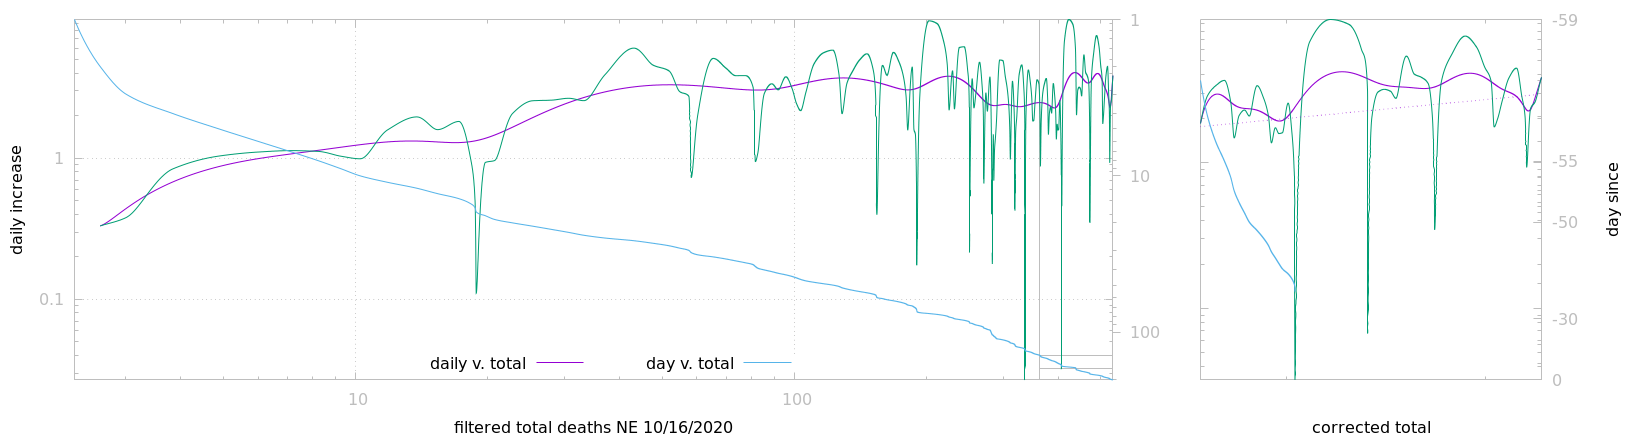 daily increase
1
0.1
10
100
daily v. total
day v. total
filtered total deaths NE 10/16/2020
1
10
100
-59
-55
-50
-30
0
day since
corrected total